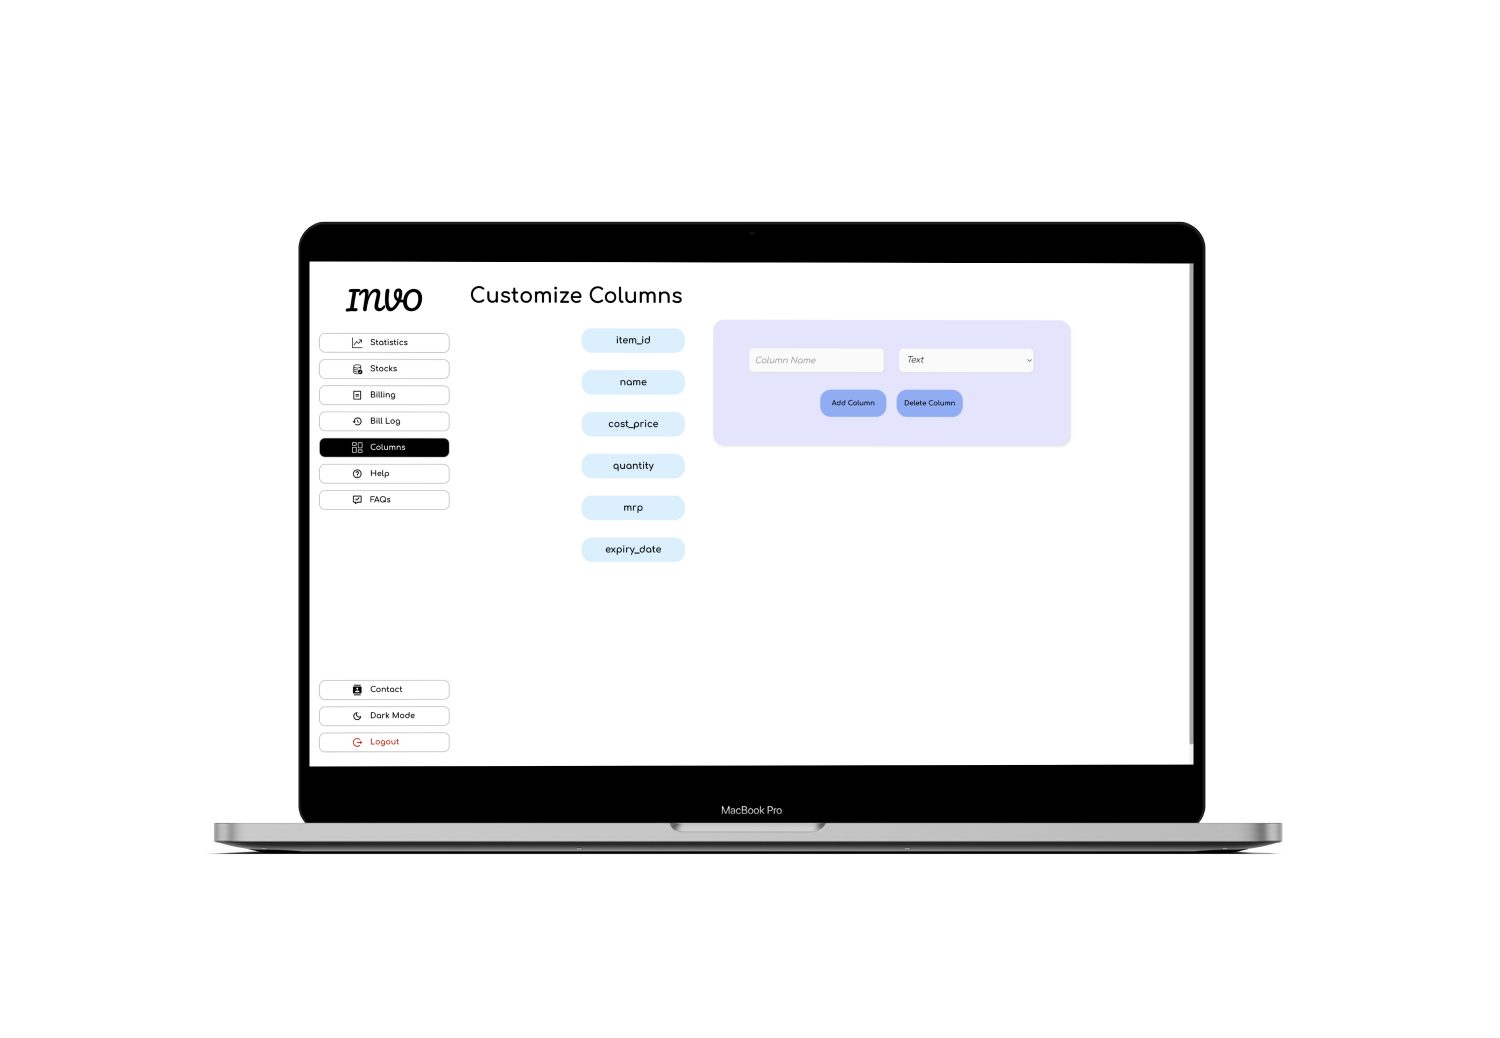 INVO
Statistics
Stocks
Billing
Bill Log
Columns
Help
FAQs
Contact
Dark Mode
Logout
Customize Columns
item_id
name
cost_price
quantity
mrp
expiry_date
Column Name
Text
Add Column
Delete Column
MacBook Pro